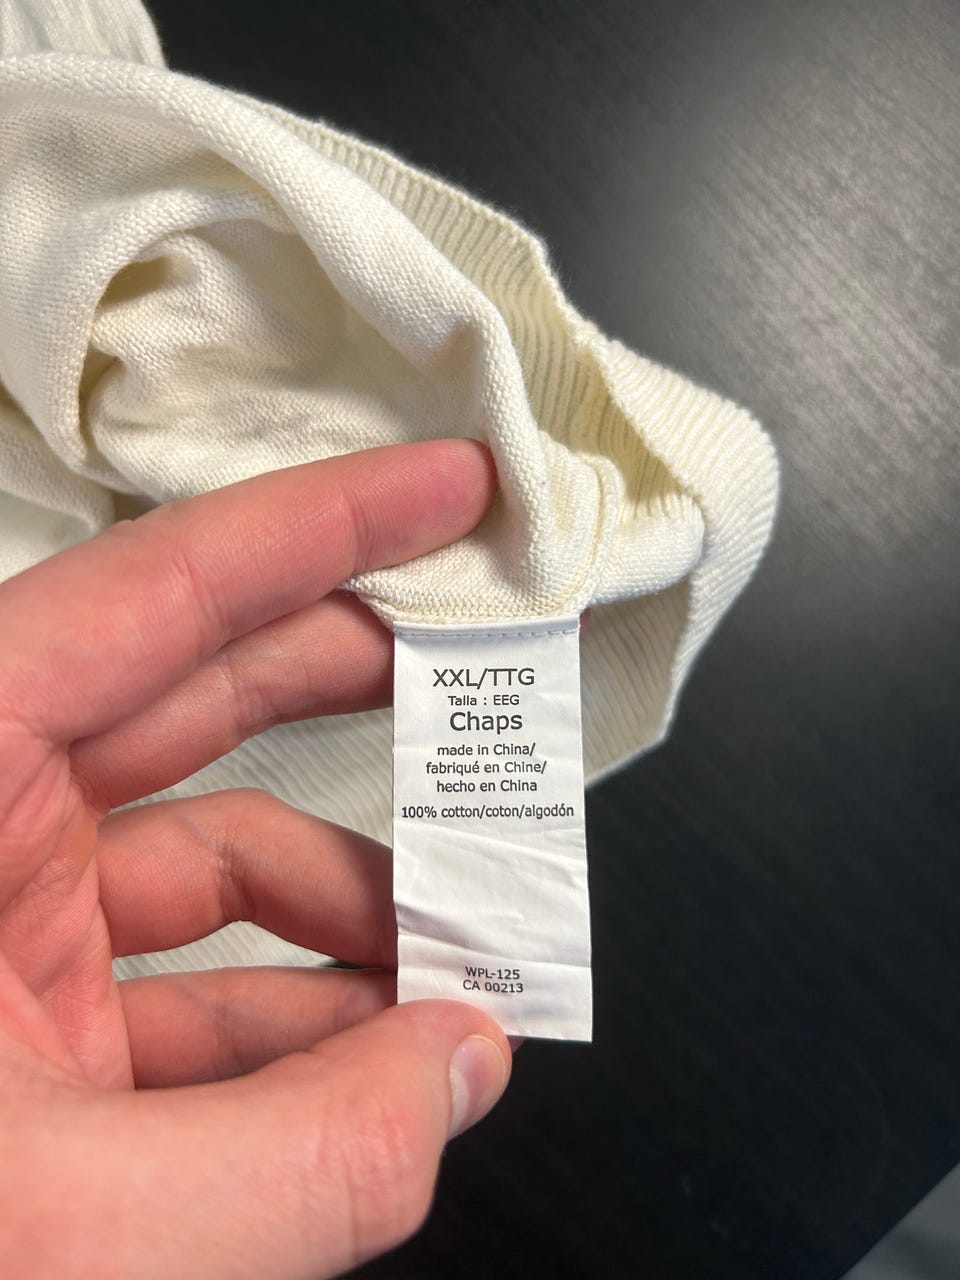 XXL/TTG
Talla : EEG
Chaps
made in China/
fabriqué en Chine/
hecho en China
100% cotton/coton/algodón
WPL-125
CA 00213